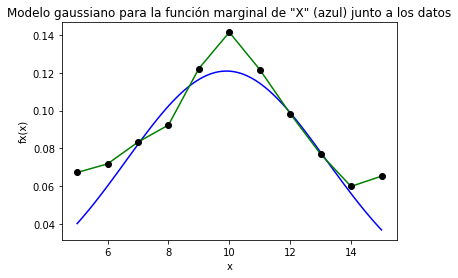 Modelo gaussiano para la función marginal de "X" (azul) junto a los datos
0.14
0.12
0.10
0.08
0.06
0.04
fx(x)
6 8 10 12 14
x